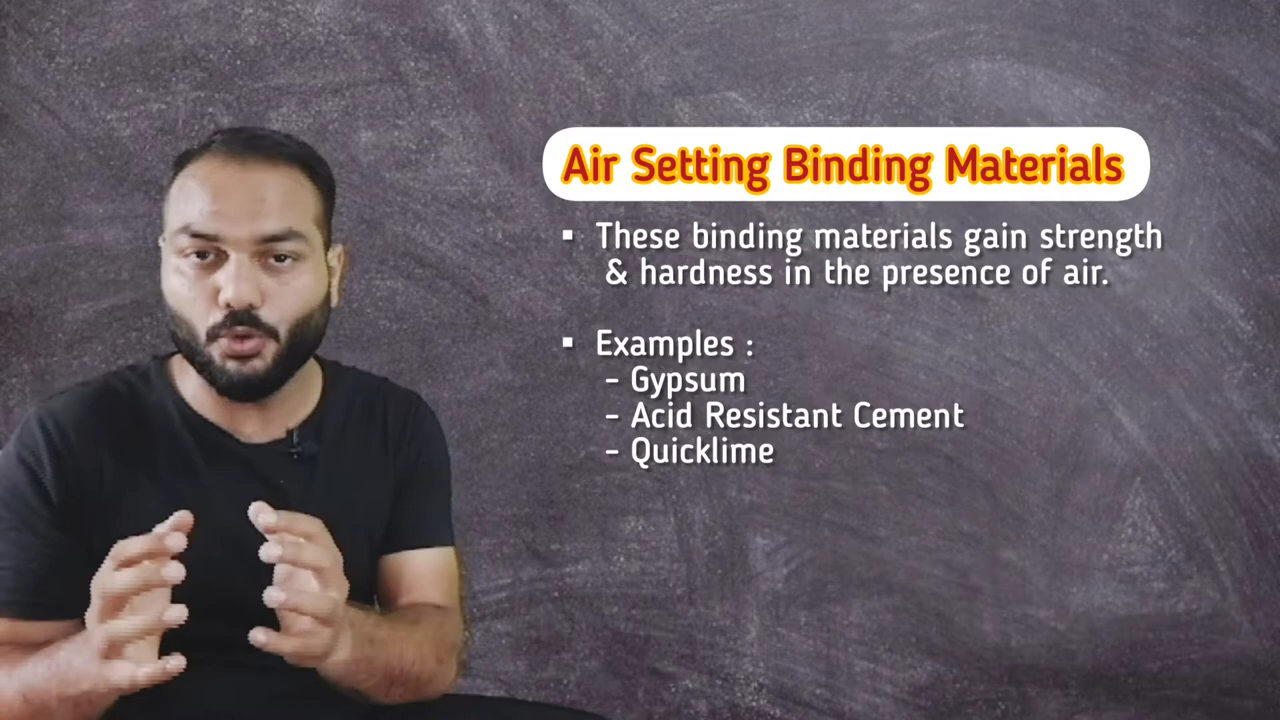 Air Setting Binding Materials
▪ These binding materials gain strength
& hardness in the presence of air.
▪ Examples :
- Gypsum
- Acid Resistant Cement
- Quicklime